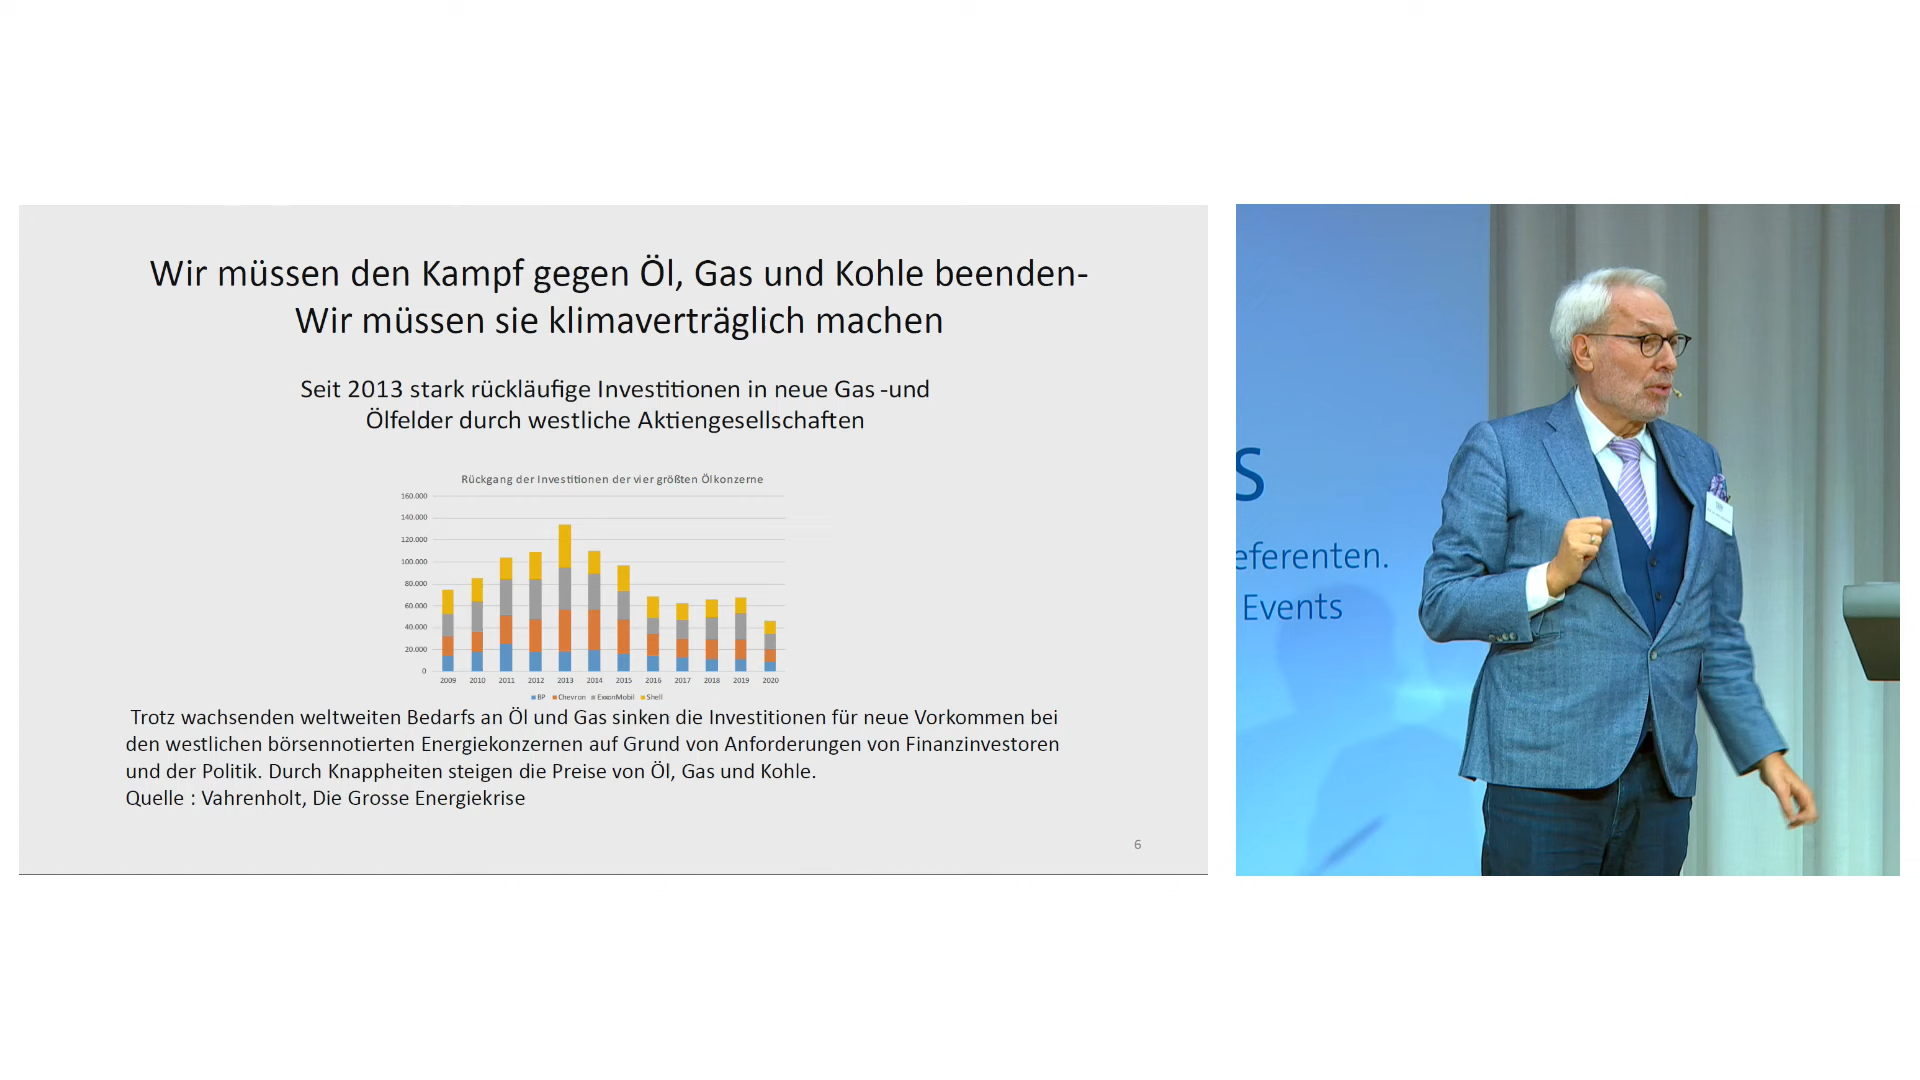 Wir müssen den Kampf gegen Öl, Gas und Kohle beenden-
Wir müssen sie klimaverträglich machen
Seit 2013 stark rückläufige Investitionen in neue Gas -und
Ölfelder durch westliche Aktiengesellschaften
Rückgang der Investitionen der vier größten Ölkonzerne
160.000
140.000
120.000
100.000
80.000
60.000
40.000
20.000
0
2009 2010 2011 2012 2013 2014 2015 2016 2017 2018 2019 2020
BP Chevron ExxonMobil Shell
Trotz wachsenden weltweiten Bedarfs an Öl und Gas sinken die Investitionen für neue Vorkommen bei
den westlichen börsennotierten Energiekonzernen auf Grund von Anforderungen von Finanzinvestoren
und der Politik. Durch Knappheiten steigen die Preise von Öl, Gas und Kohle.
Quelle : Vahrenholt, Die Grosse Energiekrise
6
s
eferenten.
Events